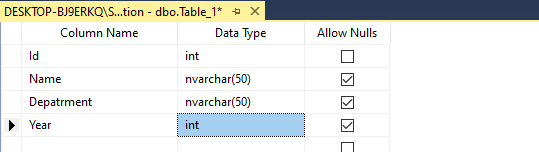 DESKTOP-BJ9ERKQ\S...tion - dbo.Table_1*
Column Name Data Type Allow Nulls
Id int
Name nvarchar(50)
Depatrment nvarchar(50)
Year int